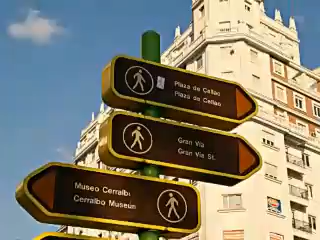 Plaza de Callao
Plaza de Callao
Gran Vía
Gran Vía St.
Museo Cerralbo
Cerralbo Museum